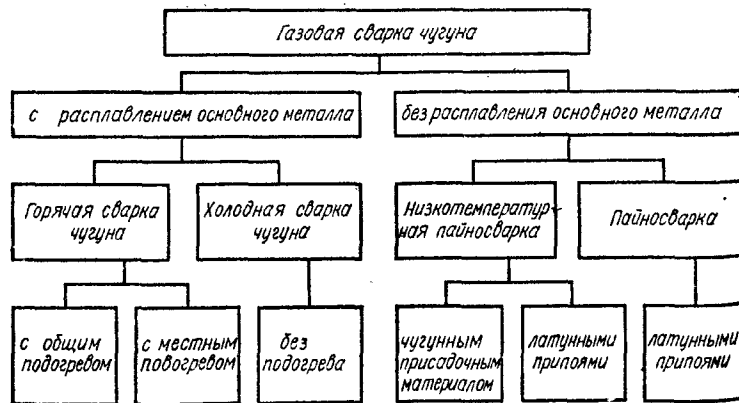 Газовая сварка чугуна
с расплавлением основного металла
без расплавления основного металла
Горячая сварка
чугуна
Холодная сварка
чугуна
Низкотемператур-
ная пайносварка
Пайносварка
с общим
подогревом
с местным
повогревом
без
подогрева
чугунным
присадочным
материалом
латунными
припоями
латунными
припоями